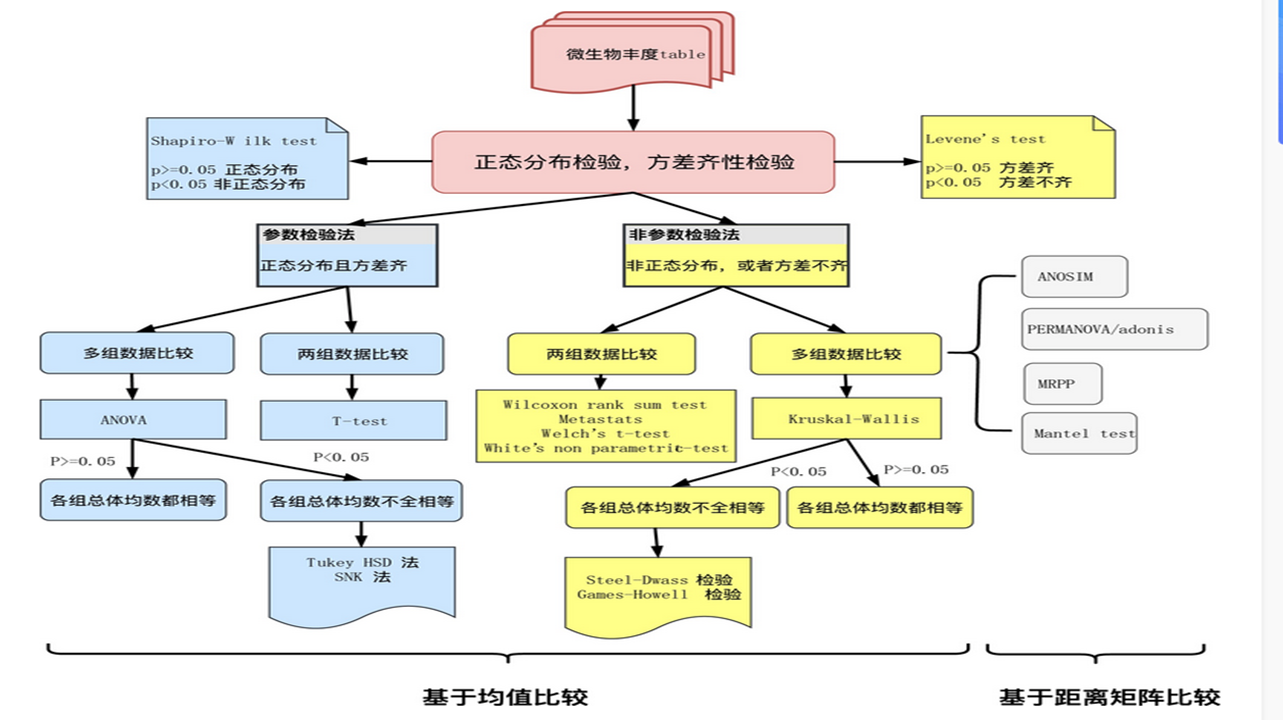 微生物丰度table
Shapiro-W ilk test
p>=0.05 正态分布
p<0.05 非正态分布
正态分布检验，方差齐性检验
Levene's test
p>=0.05 方差齐
p<0.05 方差不齐
参数检验法
正态分布且方差齐
非参数检验法
非正态分布，或者方差不齐
ANOSIM
PERMANOVA/adonis
MRPP
Mantel test
多组数据比较
两组数据比较
两组数据比较
多组数据比较
ANOVA
T-test
Wilcoxon rank sum test
Metastats
Welch's t-test
White's non parametric t-test
Kruskal-Wallis
P>=0.05
P<0.05
P<0.05
P>=0.05
各组总体均数都相等
各组总体均数不全相等
各组总体均数不全相等
各组总体均数都相等
Tukey HSD 法
SNK 法
Steel-Dwass 检验
Games-Howell 检验
基于均值比较
基于距离矩阵比较